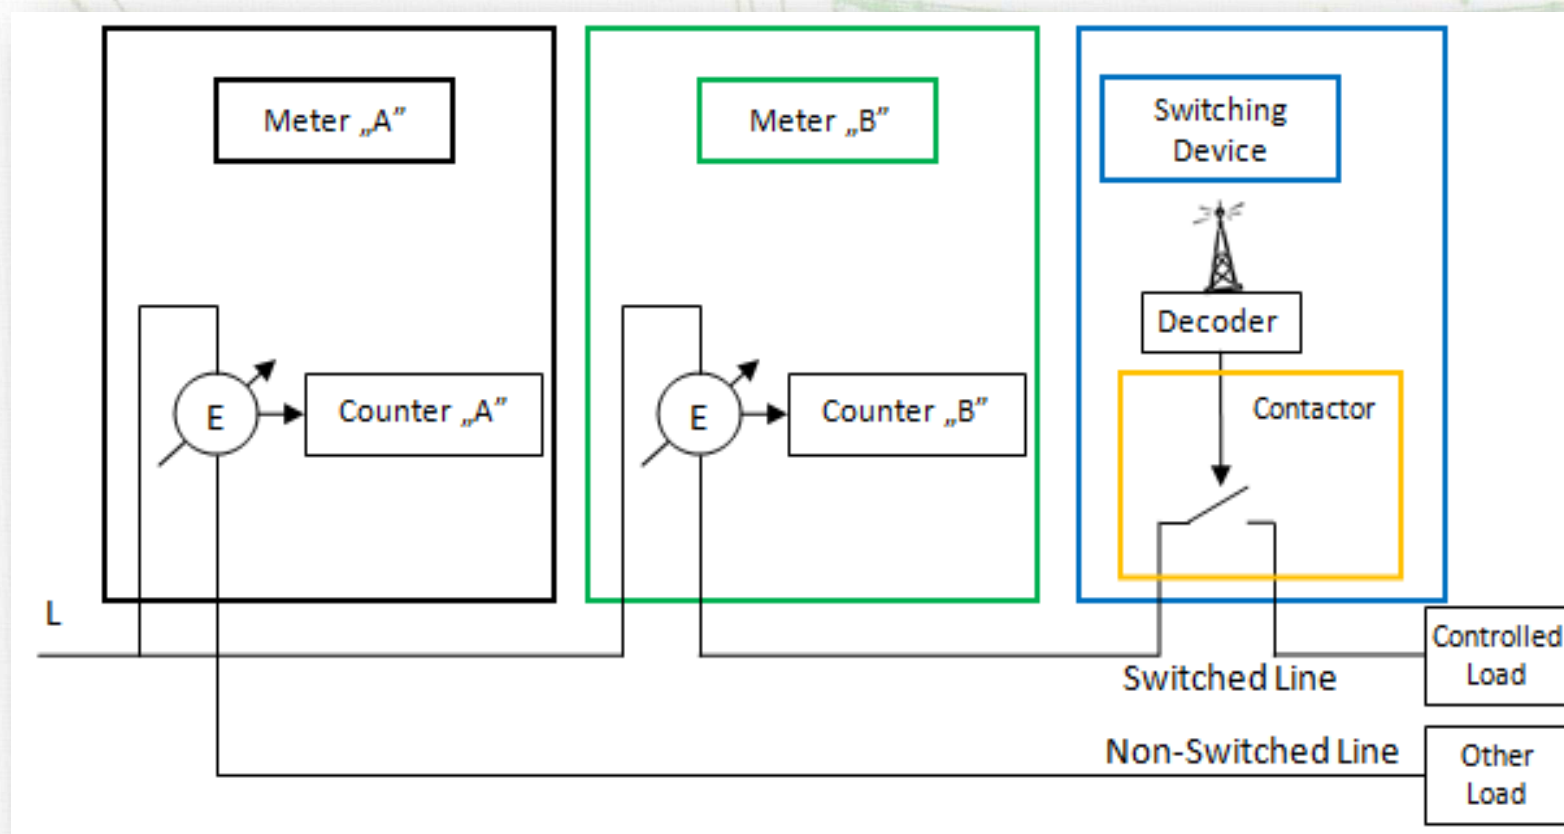 Meter „A”
Meter „B”
Switching
Device
Decoder
Contactor
E
Counter „A”
E
Counter „B”
L
Controlled
Load
Switched Line
Non-Switched Line
Other
Load